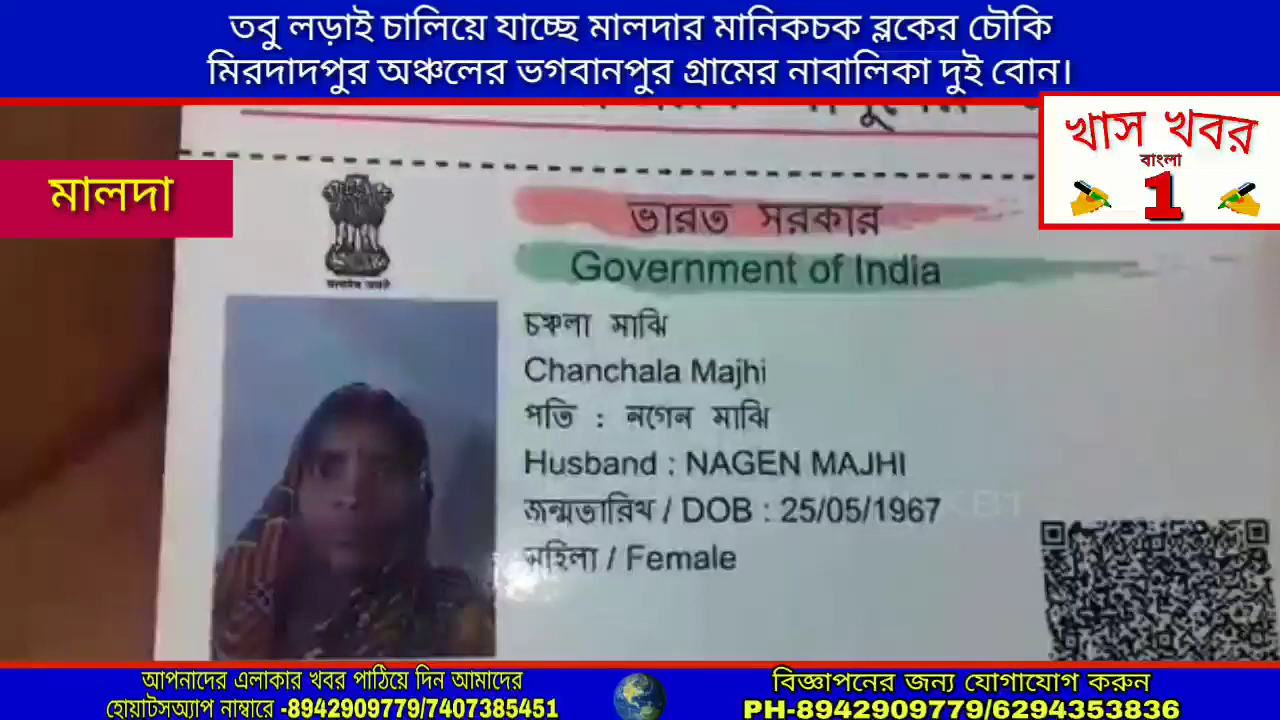 তবু লড়াই চালিয়ে যাচ্ছে মালদার মানিকচক ব্লকের চৌকি
মিরদাদপুর অঞ্চলের ভগবানপুর গ্রামের নাবালিকা দুই বোন।
খাস খবর
বাংলা
1
মালদা
ভারত সরকার
Government of India
চঞ্চলা মাঝি
Chanchala Majhi
পতি : নগেন মাঝি
Husband : NAGEN MAJHI
জন্মতারিখ / DOB : 25/05/1967
KB1
মহিলা / Female
আপনাদের এলাকার খবর পাঠিয়ে দিন আমাদের
হোয়াটসঅ্যাপ নাম্বারে -8942909779/7407385451
বিজ্ঞাপনের জন্য যোগাযোগ করুন
PH-8942909779/6294353836